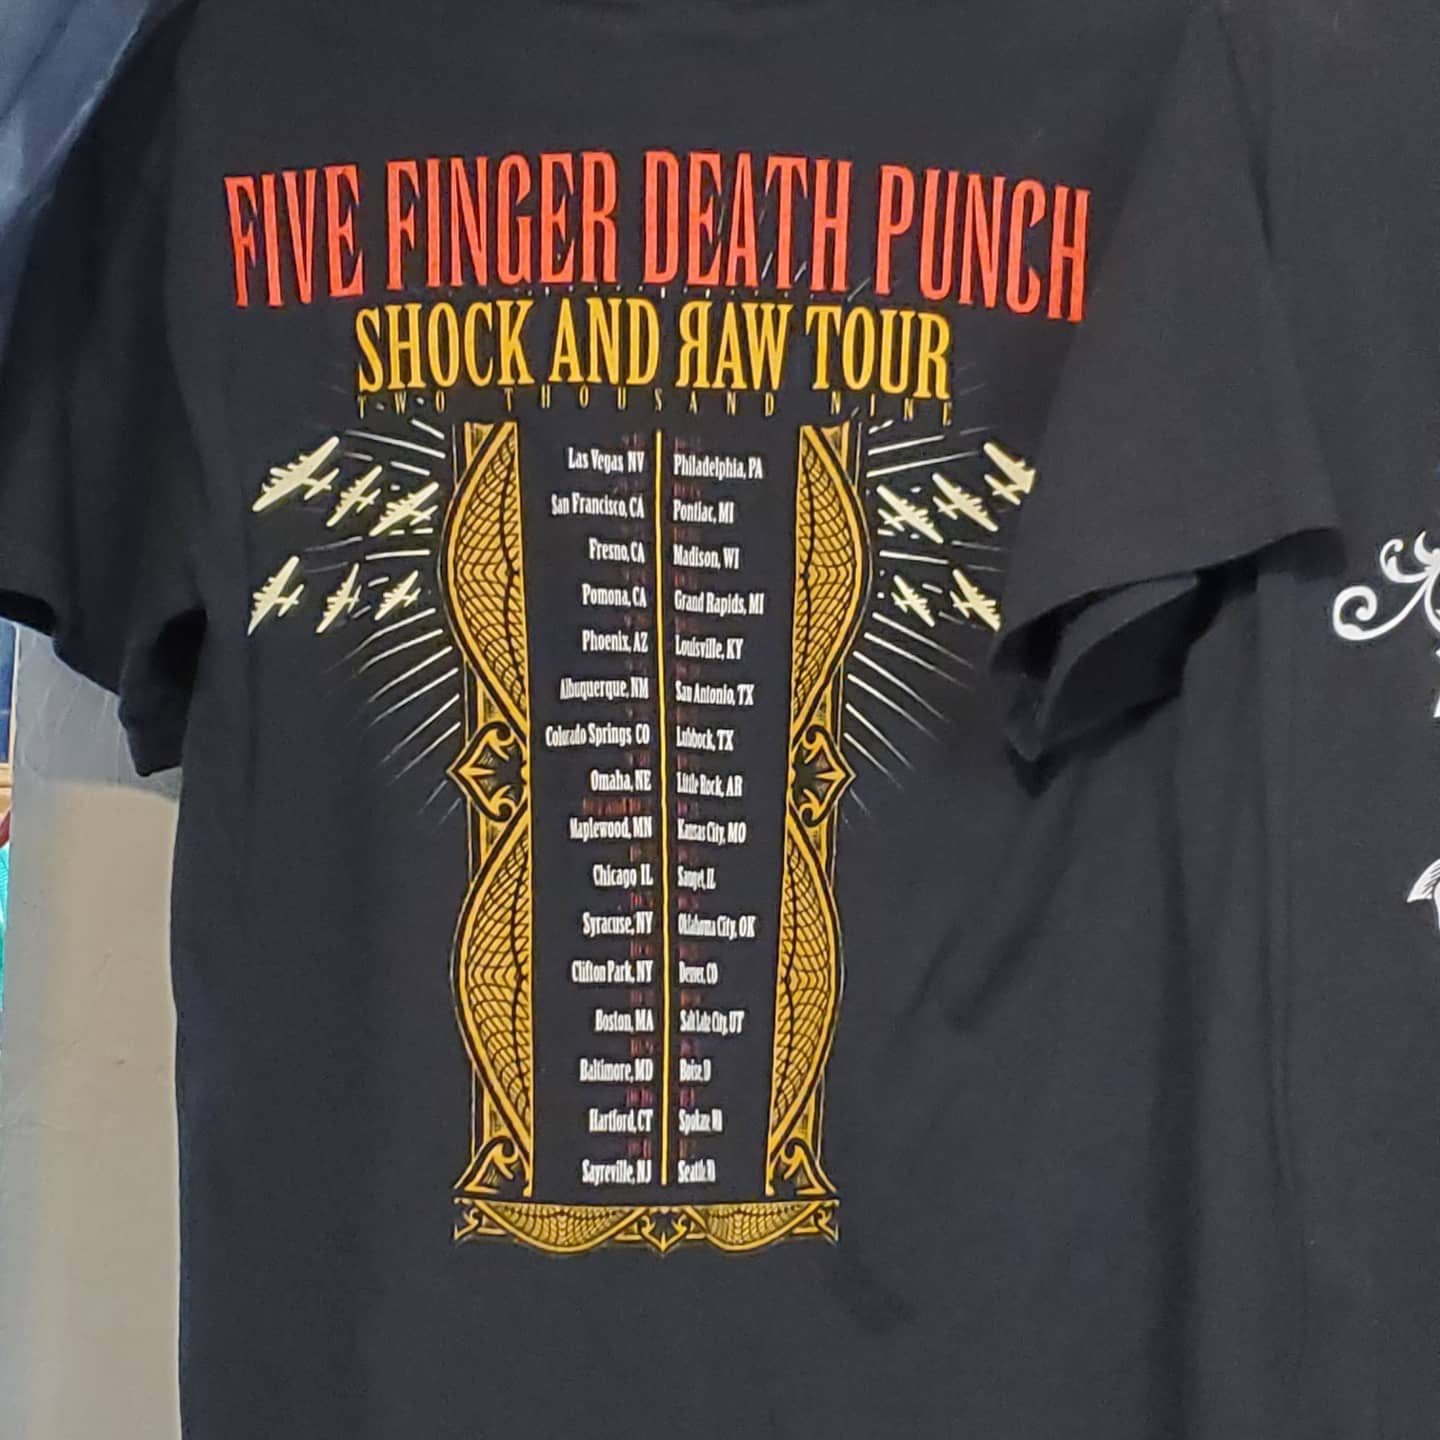 FIVE FINGER DEATH PUNCH
SHOCK AND ЯAW TOUR
TWO THOUSAND NINE
Las Vegas, NV
San Francisco, CA
Fresno, CA
Pomona, CA
Phoenix, AZ
Albuquerque, NM
Colorado Springs CO
Omaha, NE
Maplewood, MN
Chicago IL
Syracuse, NY
Clifton Park, NY
Boston, MA
Baltimore, MD
Hartford, CT
Sayreville, NJ
Philadelphia, PA
Pontiac, MI
Madison, WI
Grand Rapids, MI
Louisville, KY
San Antonio, TX
Lubbock, TX
Little Rock, AR
Kansas City, MO
Sauget, IL
Oklahoma City, OK
Denver, CO
Salt Lake City, UT
Boise, ID
Spokane WA
Seattle WA